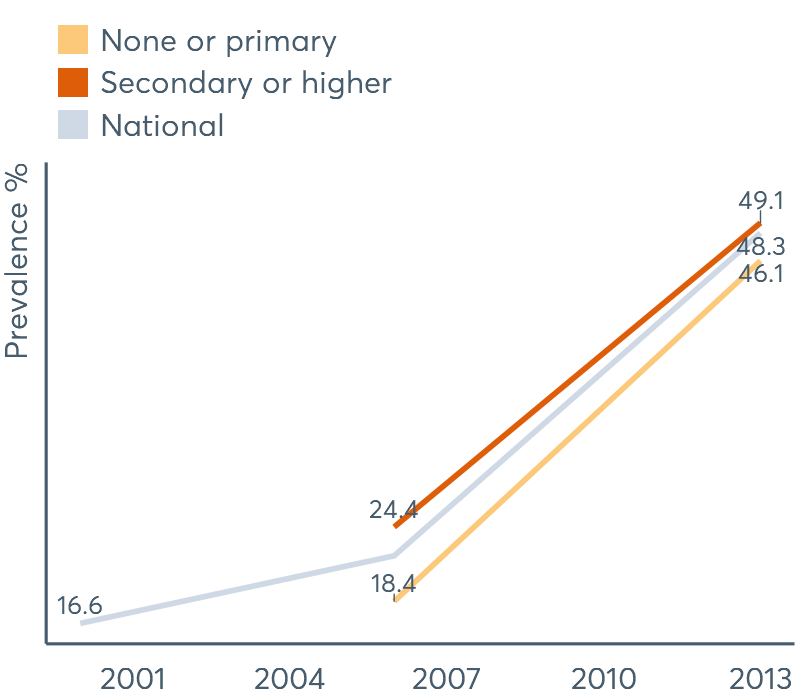 None or primary
Secondary or higher
National
Prevalence %
49.1
48.3
46.1
24.4
18.4
16.6
2001 2004 2007 2010 2013